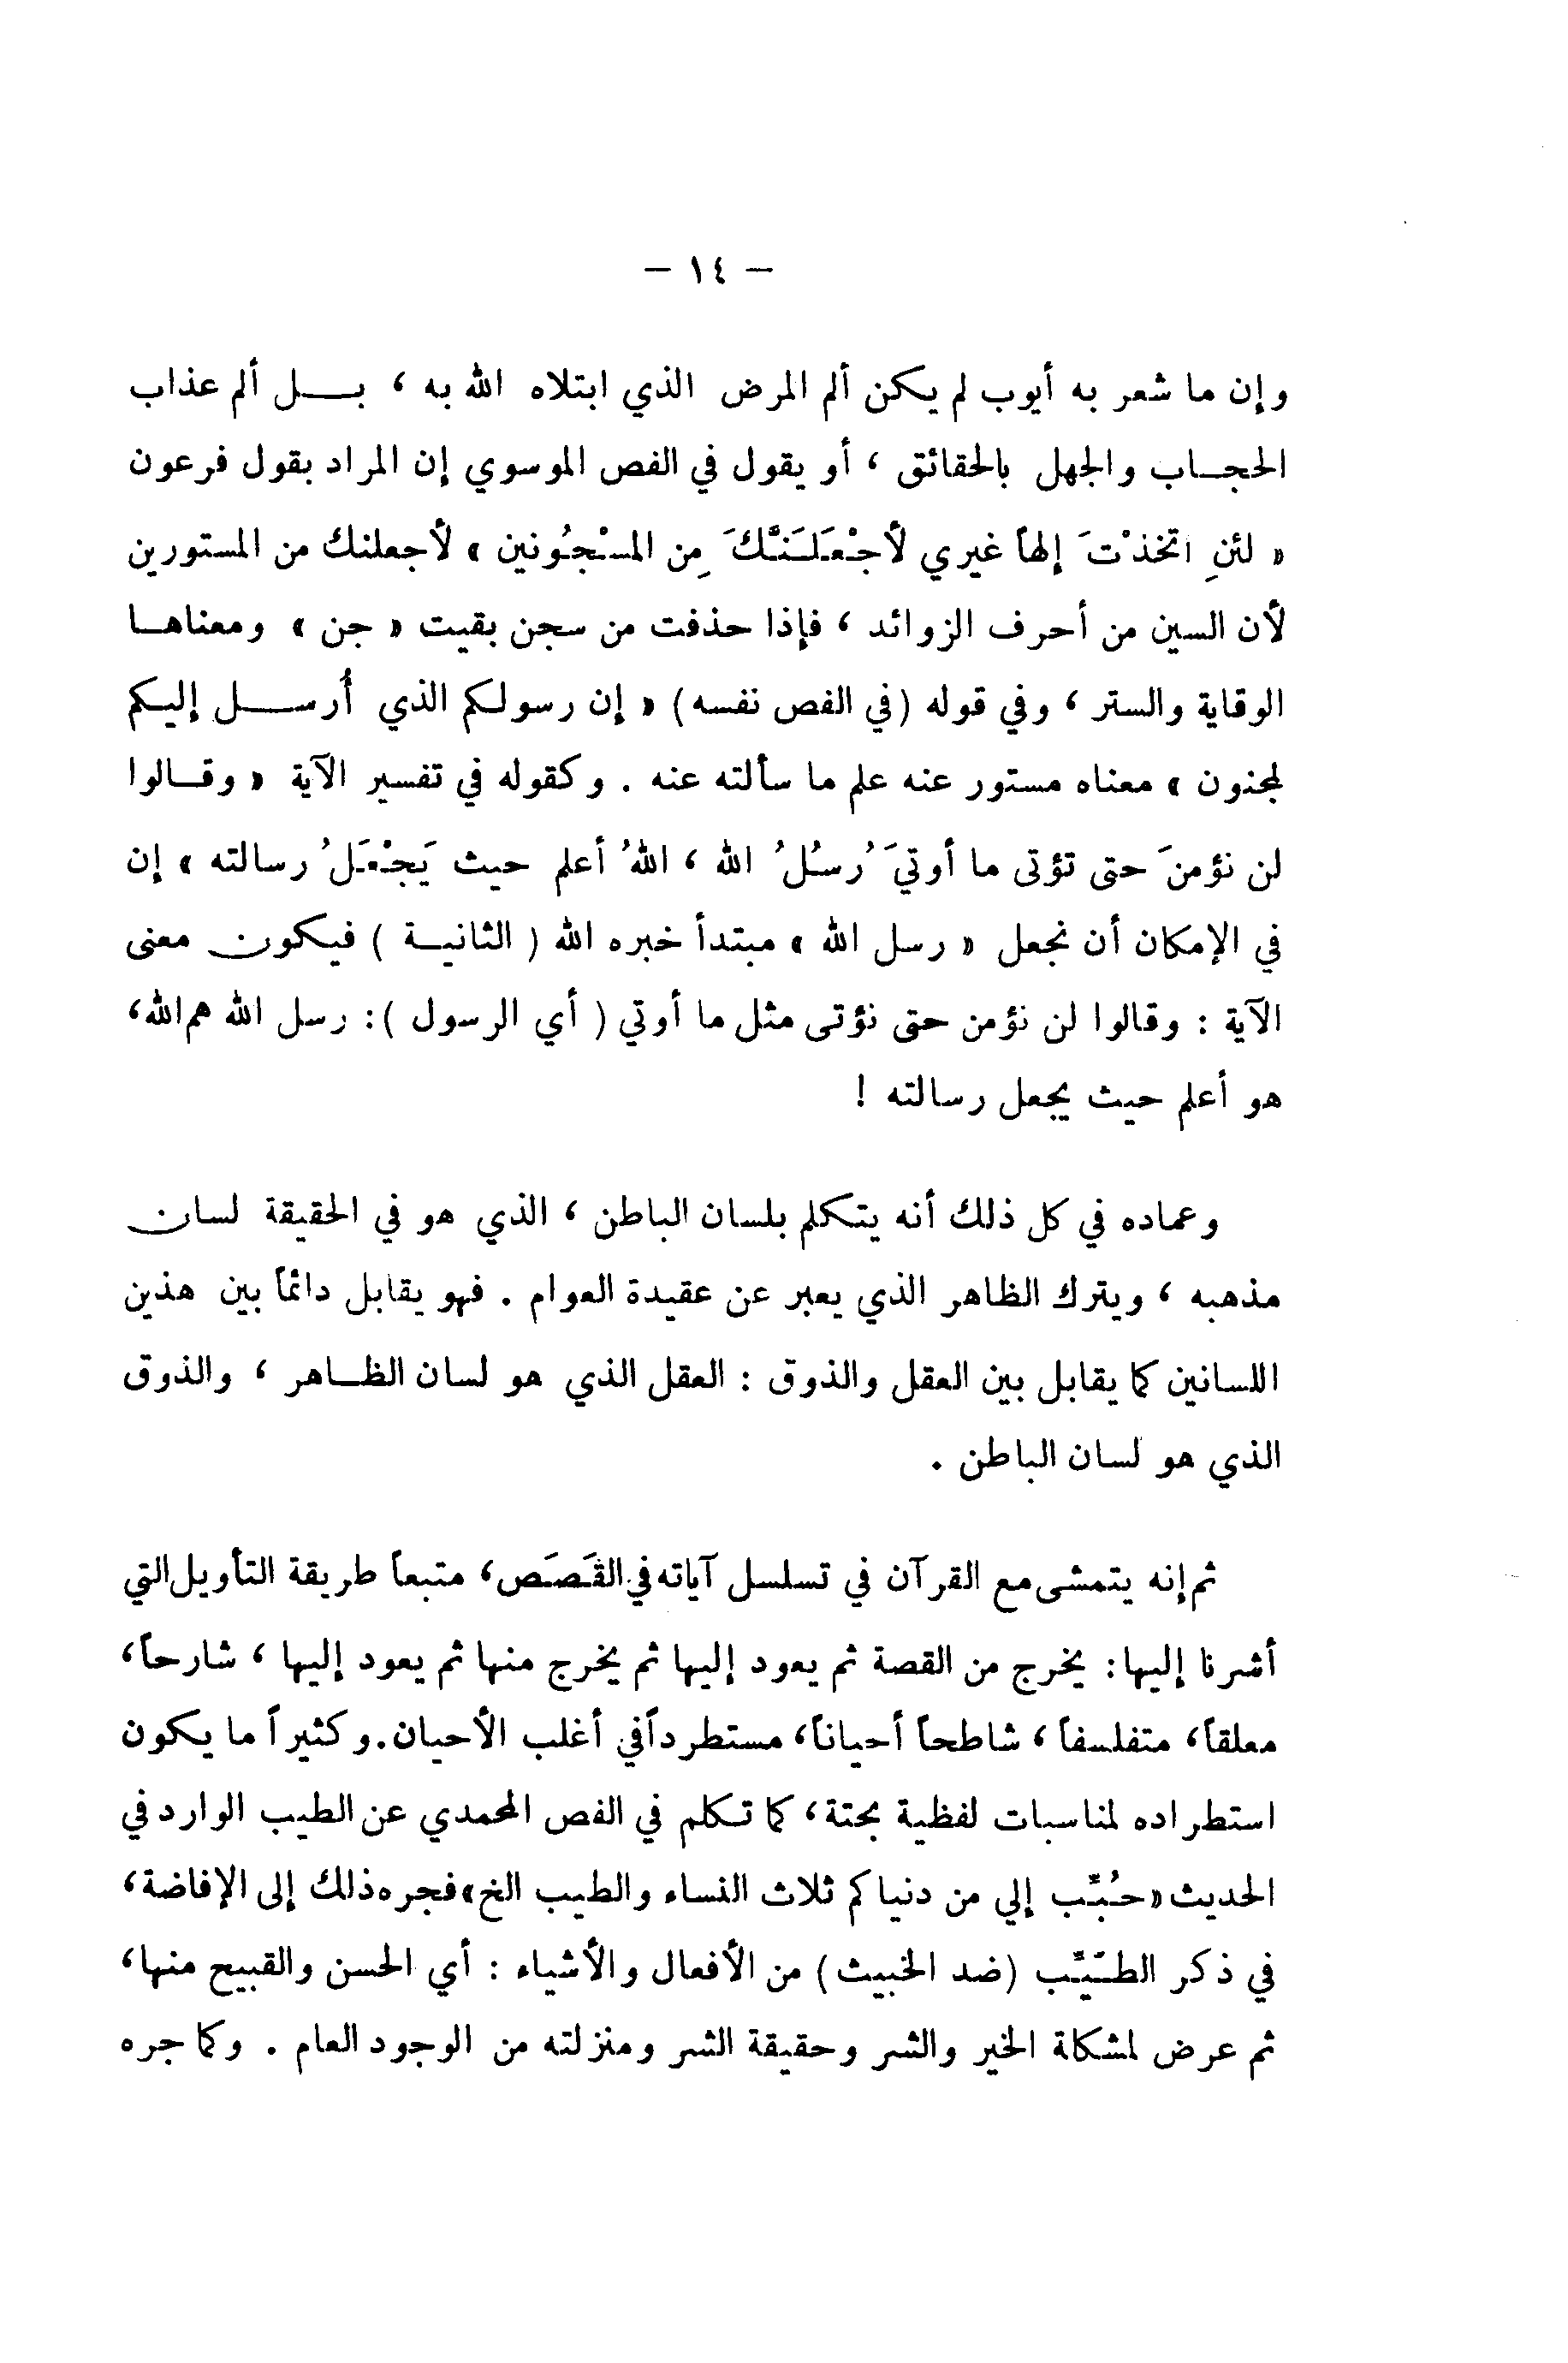 — ١٤ —
وإن ما شعر به أيوب لم يكن ألم المرض الذي ابتلاه الله به ، بل ألم عذاب
الحجاب والجهل بالحقائق ، أو يقول في الفص الموسوي إن المراد بقول فرعون
« لئنِ اتخذْتَ إلهاً غيري لأجْعَلَنَّكَ مِن المسْجُونين » لأجعلنك من المستورين
لأن السين من أحرف الزوائد ، فإذا حذفت من سجن بقيت « جن » ومعناها
الوقاية والستر ، وفي قوله (في الفص نفسه) « إن رسولكم الذي أُرسل إليكم
لمجنون » معناه مستور عنه علم ما سألته عنه . وكقوله في تفسير الآية « وقالوا
لن نؤمنَ حتى تؤتى ما أوتيَ رُسُلُ الله ، اللهُ أعلم حيث يَجْعَلُ رسالته » إن
في الإمكان أن نجعل « رسل الله » مبتدأ خبره الله ( الثانية ) فيكون معنى
الآية : وقالوا لن نؤمن حتى نؤتى مثل ما أوتي ( أي الرسول ): رسل الله هم الله،
هو أعلم حيث يجعل رسالته !
وعماده في كل ذلك أنه يتكلم بلسان الباطن ، الذي هو في الحقيقة لسان
مذهبه ، ويترك الظاهر الذي يعبر عن عقيدة العوام . فهو يقابل دائماً بين هذين
اللسانين كما يقابل بين العقل والذوق : العقل الذي هو لسان الظاهر ، والذوق
الذي هو لسان الباطن .
ثم إنه يتمشى مع القرآن في تسلسل آياته في القَصَص، متبعاً طريقة التأويل التي
أشرنا إليها: يخرج من القصة ثم يعود إليها ثم يخرج منها ثم يعود إليها ، شارحاً،
معلقاً، متفلسفاً ، شاطحاً أحياناً، مستطرداً في أغلب الأحيان. وكثيراً ما يكون
استطراده لمناسبات لفظية بحتة، كما تكلم في الفص المحمدي عن الطيب الوارد في
الحديث «حُبِّب إلي من دنياكم ثلاث النساء والطيب الخ» فجره ذلك إلى الإفاضة،
في ذكر الطيِّب (ضد الخبيث) من الأفعال والأشياء : أي الحسن والقبيح منها،
ثم عرض لمشكلة الخير والشر وحقيقة الشر ومنزلته من الوجود العام . وكما جره